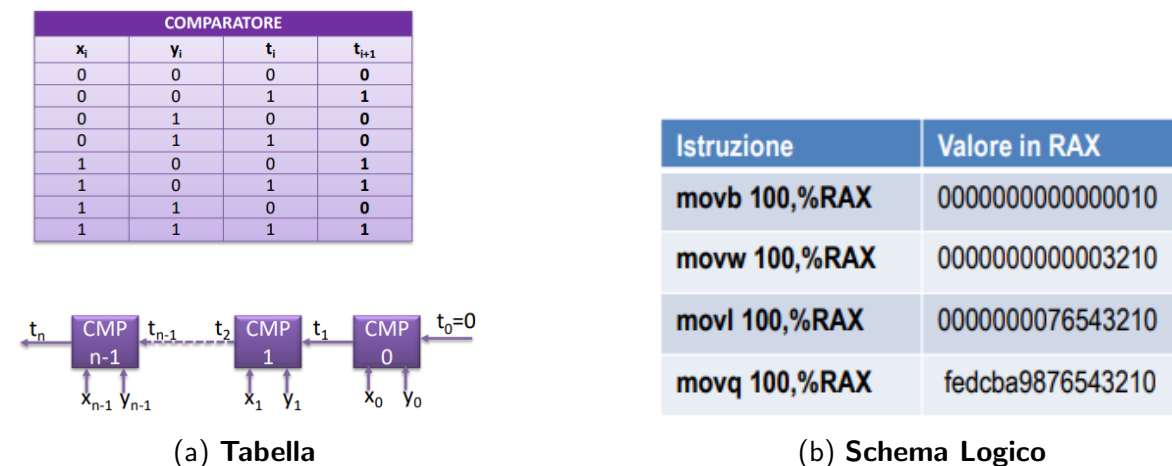 COMPARATORE
xi yi ti ti+1
0 0 0 0
0 0 1 1
0 1 0 0
0 1 1 0
1 0 0 1
1 0 1 1
1 1 0 0
1 1 1 1
tn CMP n-1 tn-1 t2 CMP 1 t1 CMP 0 t0=0
xn-1 yn-1 x1 y1 x0 y0
(a) Tabella
Istruzione Valore in RAX
movb 100,%RAX 0000000000000010
movw 100,%RAX 0000000000003210
movl 100,%RAX 0000000076543210
movq 100,%RAX fedcba9876543210
(b) Schema Logico